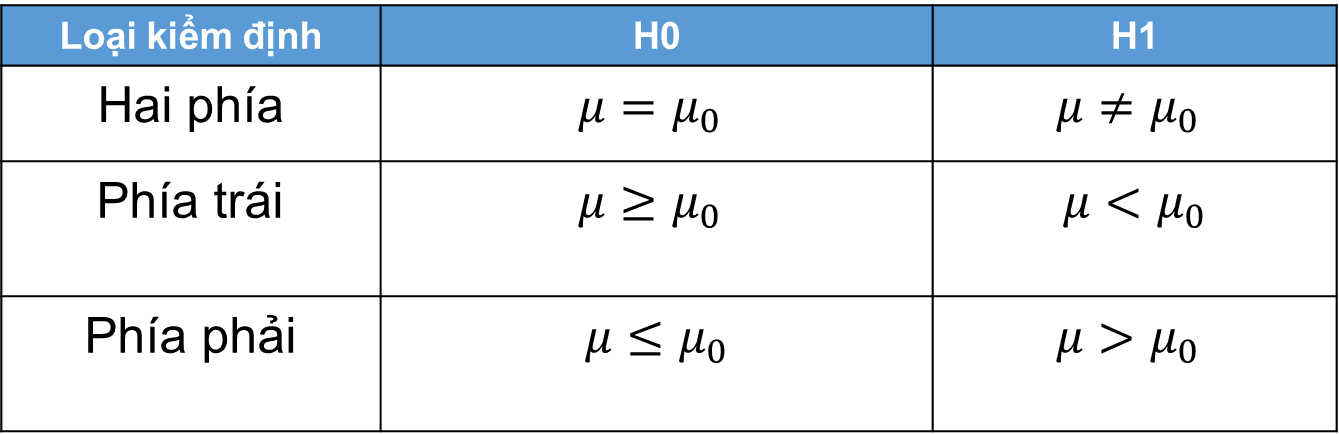 Loại kiểm định H0 H1
Hai phía μ = μ₀ μ ≠ μ₀
Phía trái μ ≥ μ₀ μ < μ₀
Phía phải μ ≤ μ₀ μ > μ₀